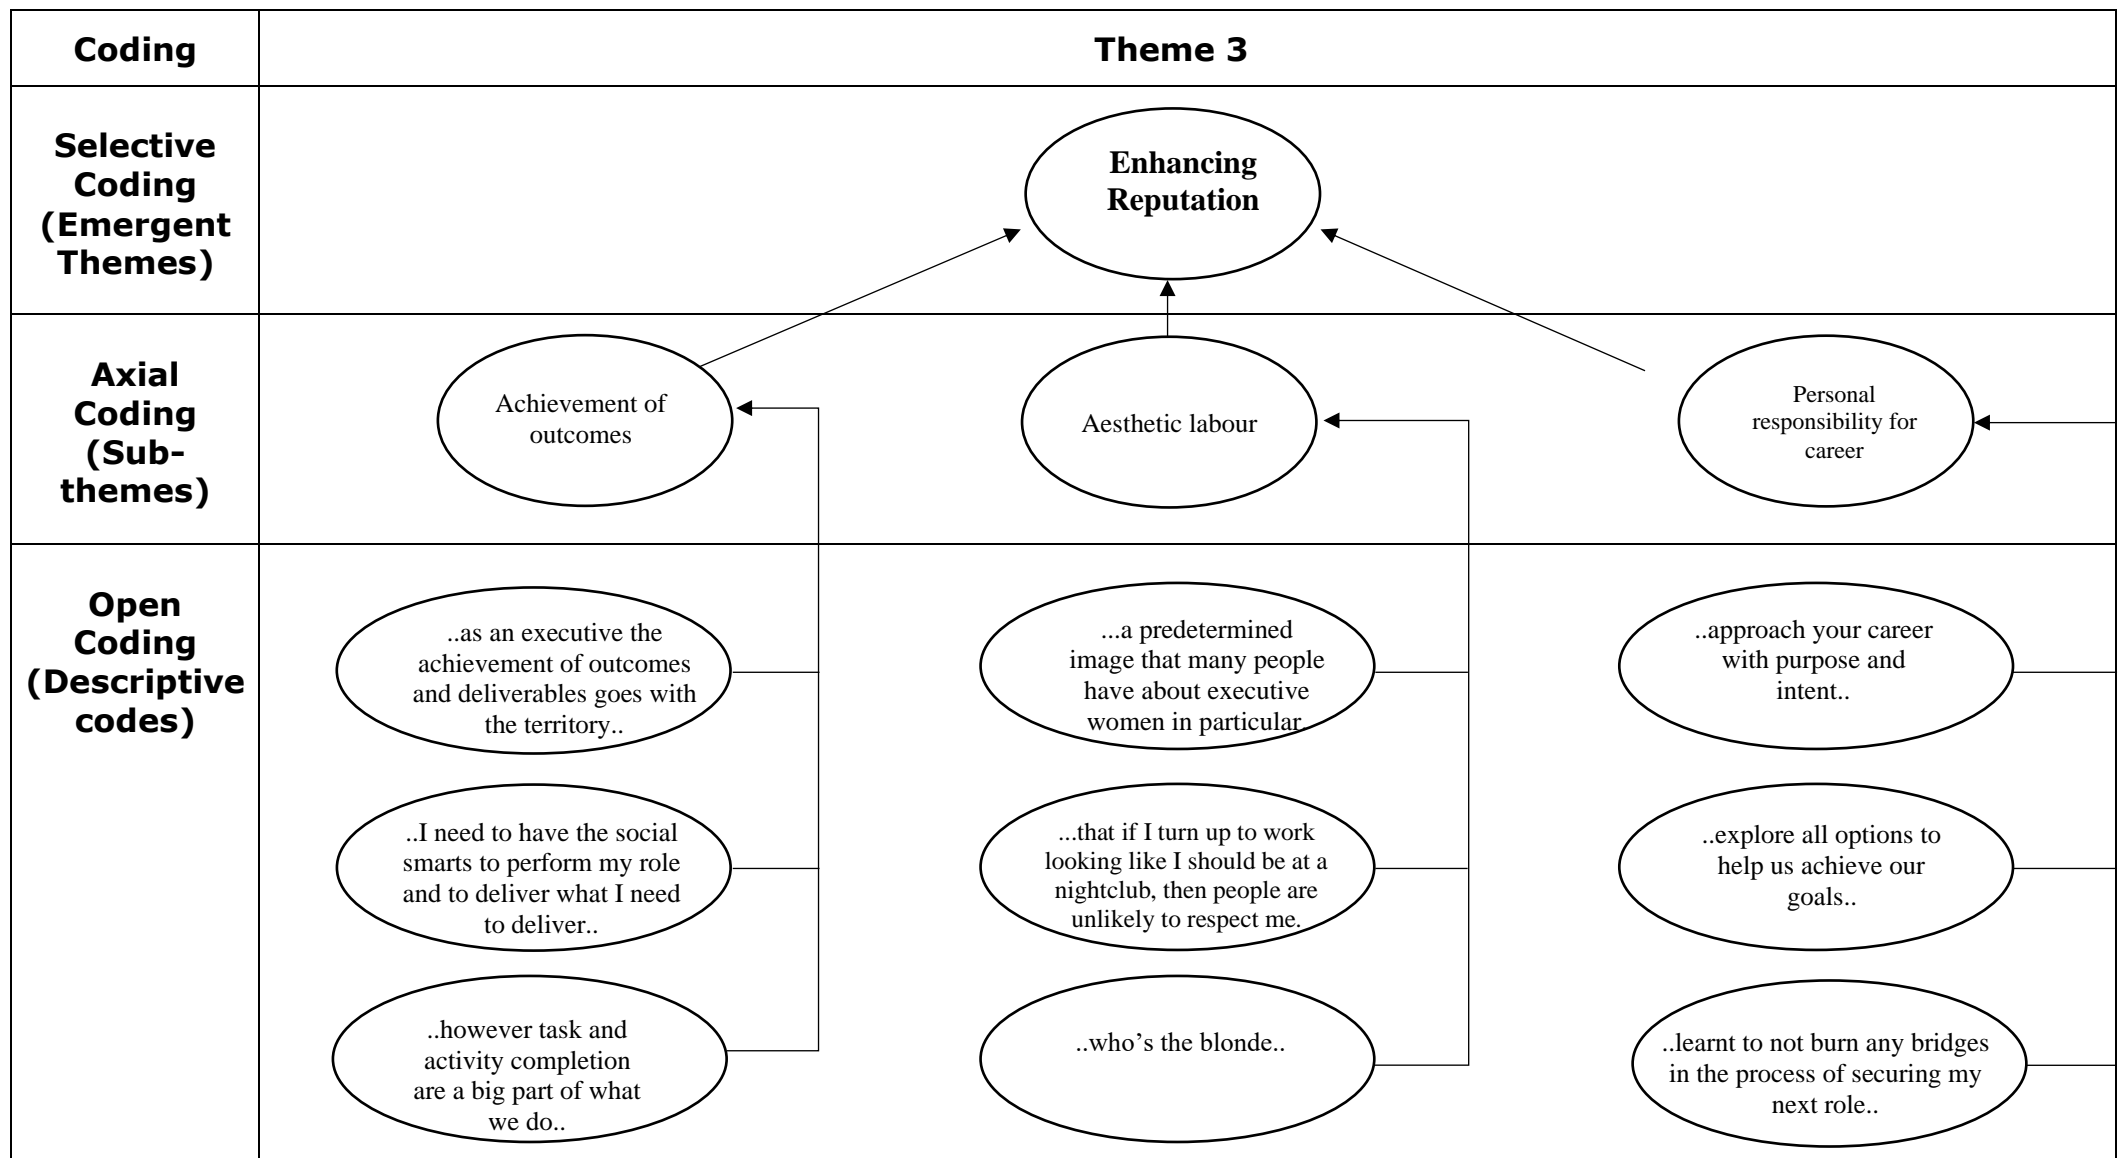 Coding
Theme 3
Selective
Coding
(Emergent
Themes)
Enhancing
Reputation
Axial
Coding
(Sub-
themes)
Achievement of
outcomes
Aesthetic labour
Personal
responsibility for
career
Open
Coding
(Descriptive
codes)
..as an executive the
achievement of outcomes
and deliverables goes with
the territory..
...a predetermined
image that many people
have about executive
women in particular.
..approach your career
with purpose and
intent..
..I need to have the social
smarts to perform my role
and to deliver what I need
to deliver..
...that if I turn up to work
looking like I should be at a
nightclub, then people are
unlikely to respect me.
..explore all options to
help us achieve our
goals..
..however task and
activity completion
are a big part of what
we do..
..who’s the blonde..
..learnt to not burn any bridges
in the process of securing my
next role..